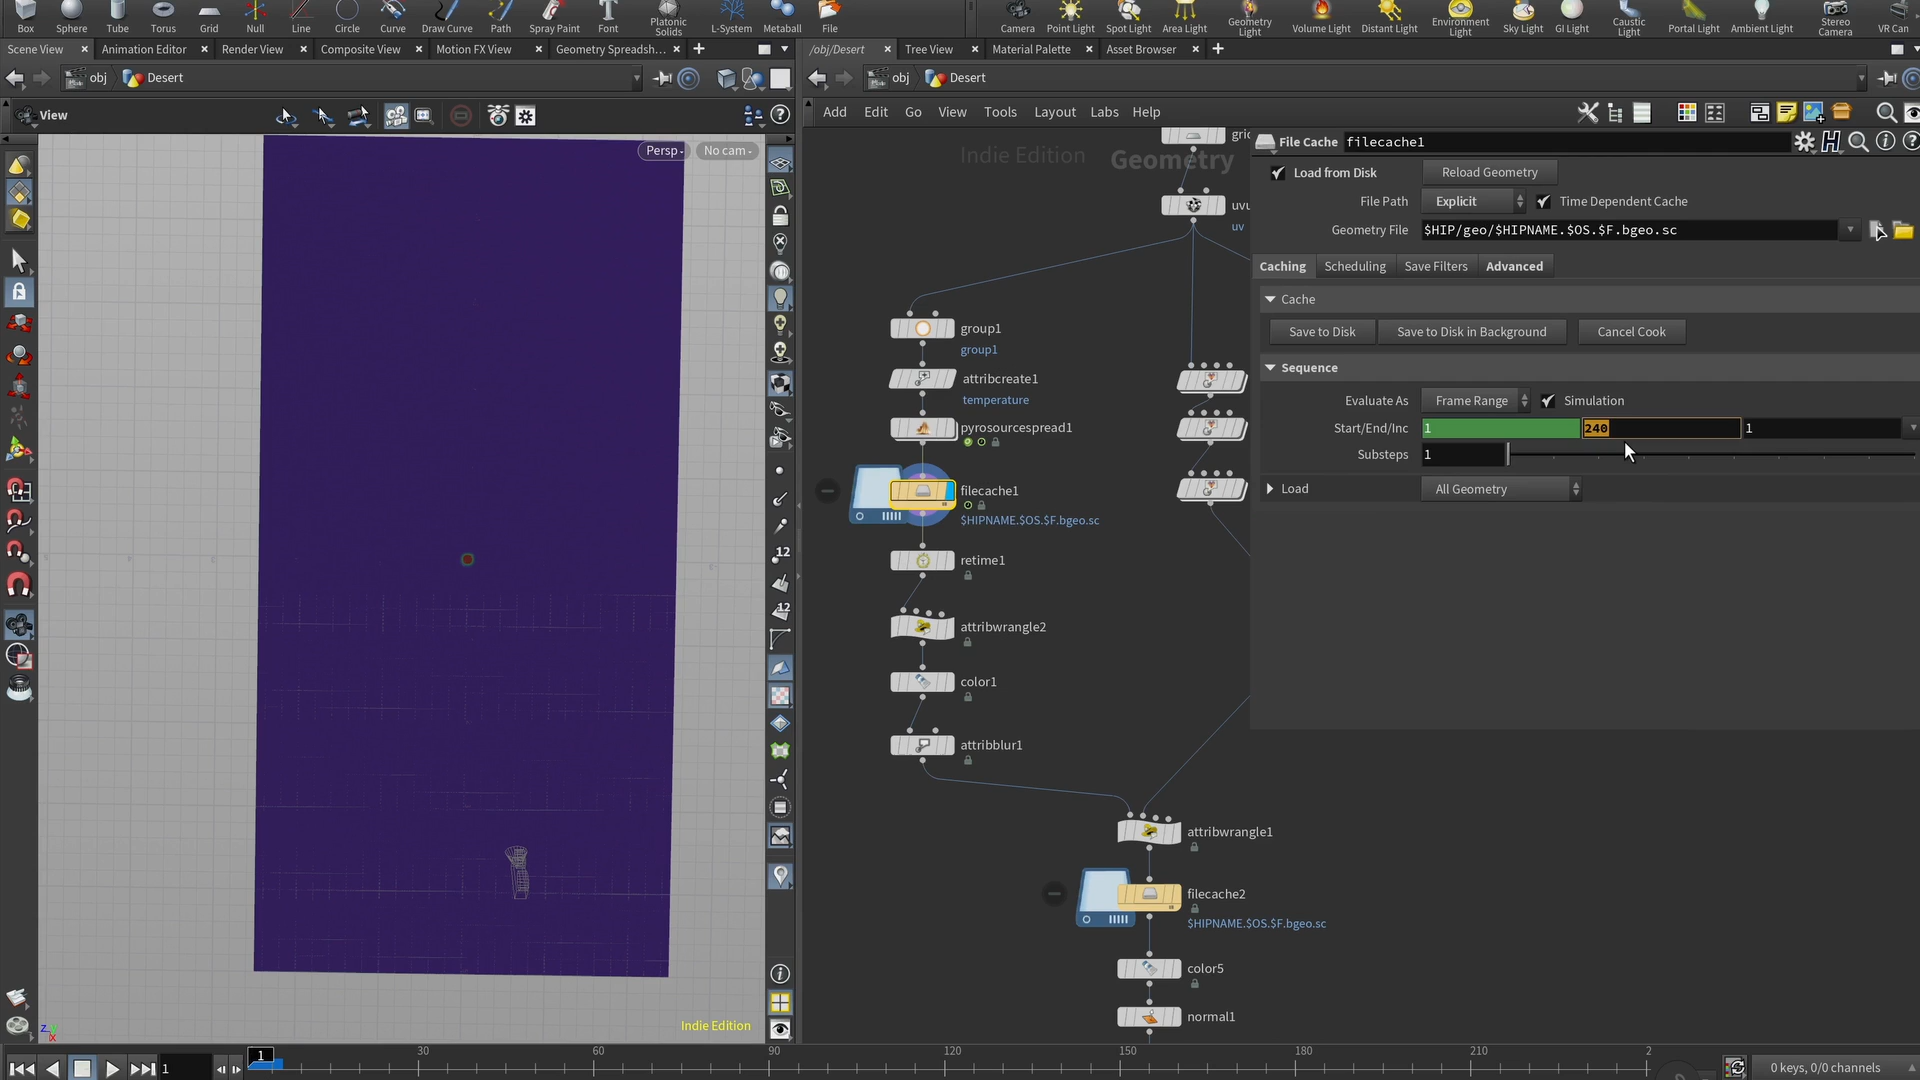 Box Sphere Tube Torus Grid Null Line Circle Curve Draw Curve Path Spray Paint Font Platonic Solids L-System Metaball File
Camera Point Light Spot Light Area Light Geometry Light Volume Light Distant Light Environment Light Sky Light GI Light Caustic Light Portal Light Ambient Light Stereo Camera VR Can
Scene View Animation Editor Render View Composite View Motion FX View Geometry Spreadsh...
/obj/Desert Tree View Material Palette Asset Browser
obj Desert
obj Desert
View
Add Edit Go View Tools Layout Labs Help
Persp No cam
Indie Edition
Geometry
File Cache filecache1
Load from Disk Reload Geometry
File Path Explicit Time Dependent Cache
Geometry File $HIP/geo/$HIPNAME.$OS.$F.bgeo.sc
Caching Scheduling Save Filters Advanced
Cache
Save to Disk Save to Disk in Background Cancel Cook
Sequence
Evaluate As Frame Range Simulation
Start/End/Inc 1 240 1
Substeps 1
Load All Geometry
uv
group1
group1
attribcreate1
temperature
pyrosourcespread1
filecache1
$HIPNAME.$OS.$F.bgeo.sc
retime1
attribwrangle2
color1
attribblur1
attribwrangle1
filecache2
$HIPNAME.$OS.$F.bgeo.sc
color5
normal1
12
12
Indie Edition
z y
x
1
1 30 60 90 120 150 180 210 2
0 keys, 0/0 channels